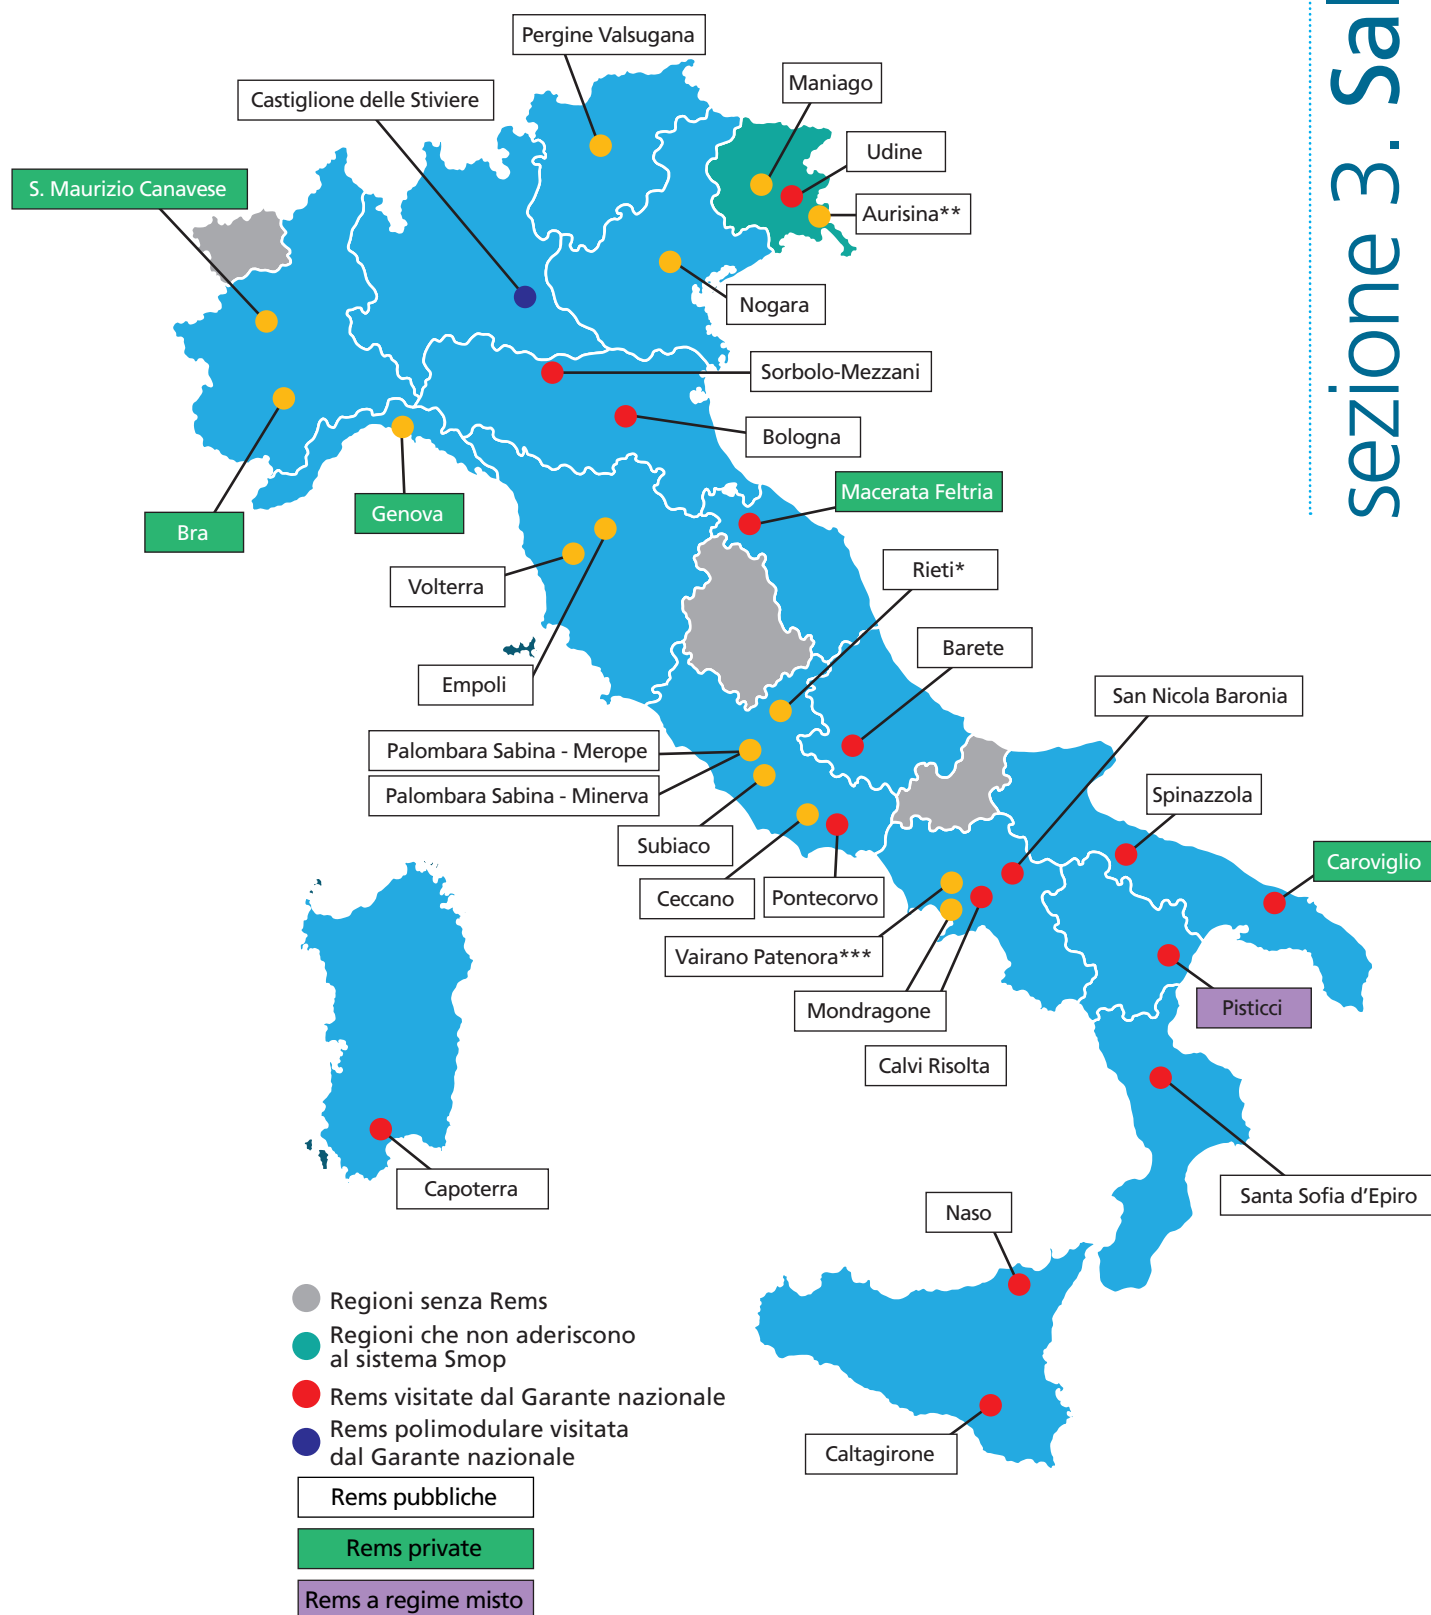 Pergine Valsugana
Maniago
Castiglione delle Stiviere
Udine
S. Maurizio Canavese
Aurisina**
Nogara
Sorbolo-Mezzani
Bologna
Macerata Feltria
Genova
Bra
Rieti*
Volterra
Barete
Empoli
San Nicola Baronia
Palombara Sabina - Merope
Palombara Sabina - Minerva
Spinazzola
Subiaco
Caroviglio
Ceccano
Pontecorvo
Vairano Patenora***
Mondragone
Pisticci
Calvi Risolta
Capoterra
Santa Sofia d'Epiro
Naso
Caltagirone
Regioni senza Rems
Regioni che non aderiscono
al sistema Smop
Rems visitate dal Garante nazionale
Rems polimodulare visitata
dal Garante nazionale
Rems pubbliche
Rems private
Rems a regime misto
sezione 3.